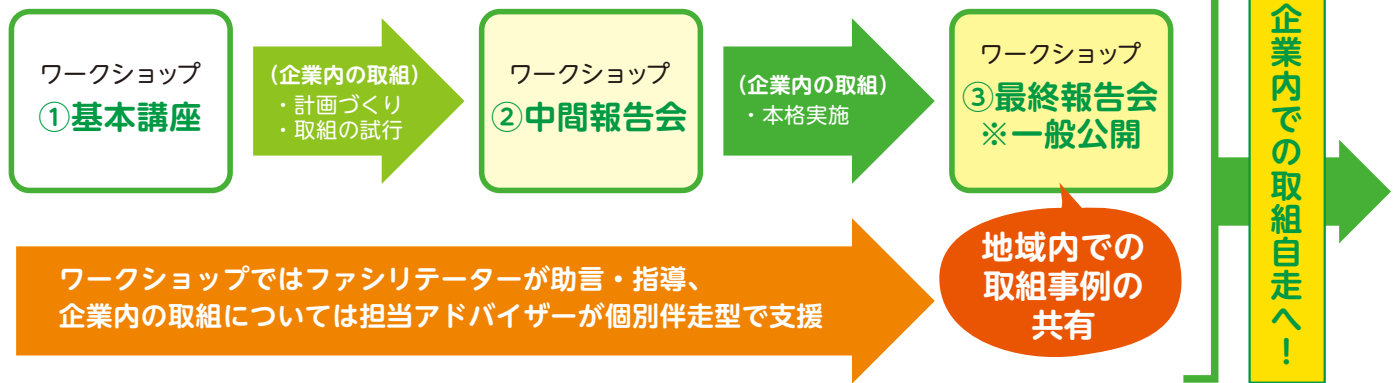 ワークショップ
①基本講座
（企業内の取組）
・計画づくり
・取組の試行
ワークショップ
②中間報告会
（企業内の取組）
・本格実施
ワークショップ
③最終報告会
※一般公開
ワークショップではファシリテーターが助言・指導、
企業内の取組については担当アドバイザーが個別伴走型で支援
地域内での
取組事例の
共有
企業内での取組自走へ！